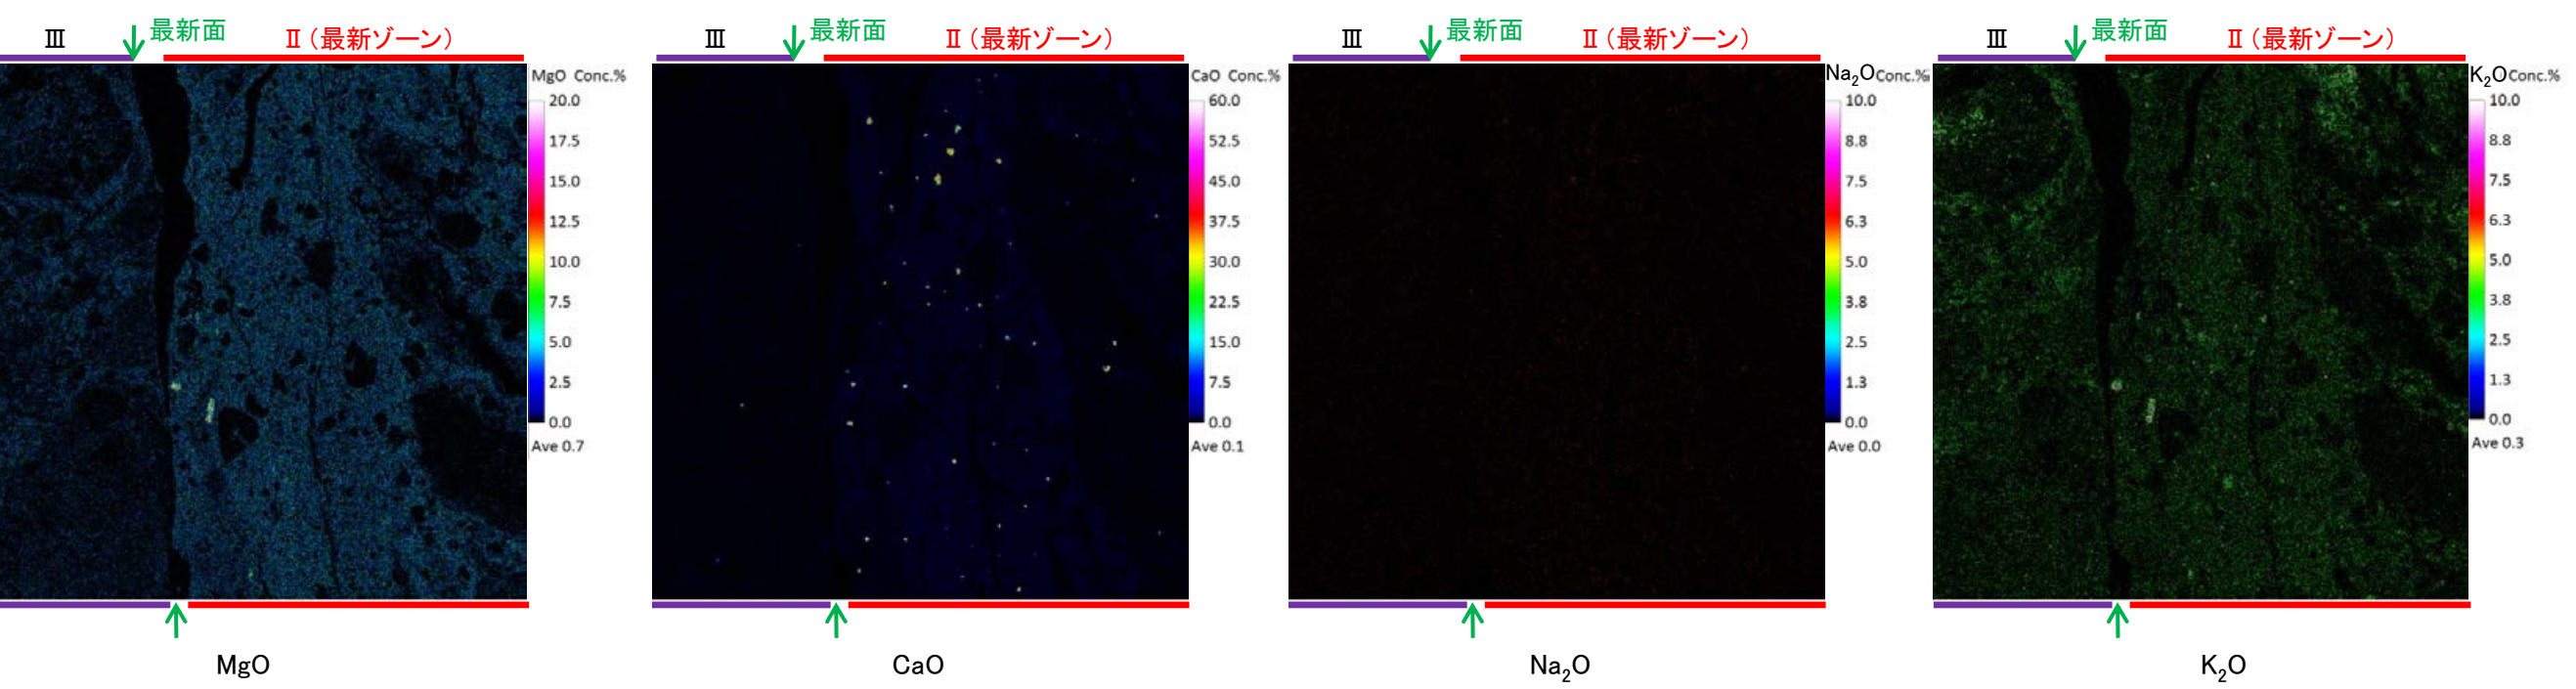 Ⅲ
最新面
Ⅱ（最新ゾーン）
MgO Conc.%
20.0
17.5
15.0
12.5
10.0
7.5
5.0
2.5
0.0
Ave 0.7
MgO
Ⅲ
最新面
Ⅱ（最新ゾーン）
CaO Conc.%
60.0
52.5
45.0
37.5
30.0
22.5
15.0
7.5
0.0
Ave 0.1
CaO
Ⅲ
最新面
Ⅱ（最新ゾーン）
Na₂O Conc.%
10.0
8.8
7.5
6.3
5.0
3.8
2.5
1.3
0.0
Ave 0.0
Na₂O
Ⅲ
最新面
Ⅱ（最新ゾーン）
K₂O Conc.%
10.0
8.8
7.5
6.3
5.0
3.8
2.5
1.3
0.0
Ave 0.3
K₂O